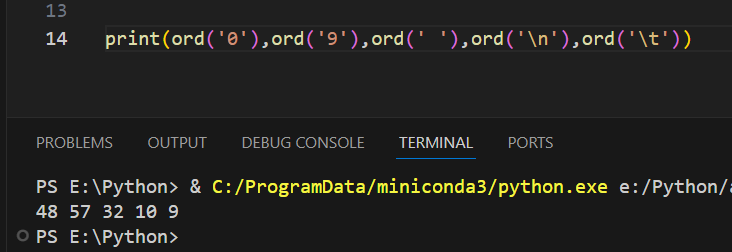 13
14 print(ord('0'),ord('9'),ord(' '),ord('\n'),ord('\t'))
PROBLEMS OUTPUT DEBUG CONSOLE TERMINAL PORTS
PS E:\Python> & C:/ProgramData/miniconda3/python.exe e:/Python/
48 57 32 10 9
PS E:\Python>